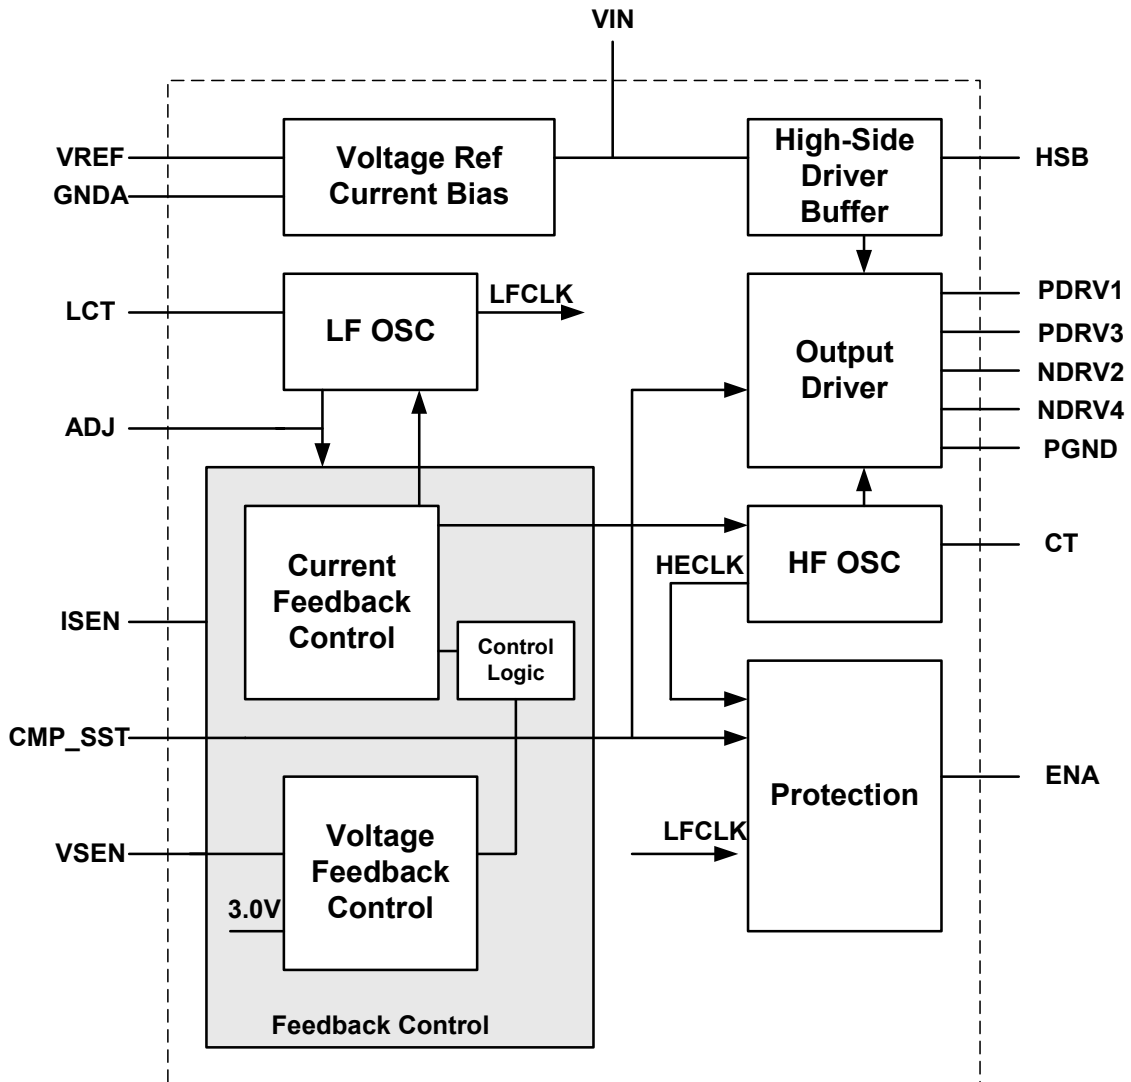 VIN
VREF
GNDA
Voltage Ref
Current Bias
High-Side
Driver
Buffer
HSB
LCT
LF OSC
LFCLK
ADJ
Output
Driver
PDRV1
PDRV3
NDRV2
NDRV4
PGND
Current
Feedback
Control
HECLK
HF OSC
CT
ISEN
Control
Logic
CMP_SST
Protection
ENA
VSEN
Voltage
Feedback
Control
LFCLK
3.0V
Feedback Control